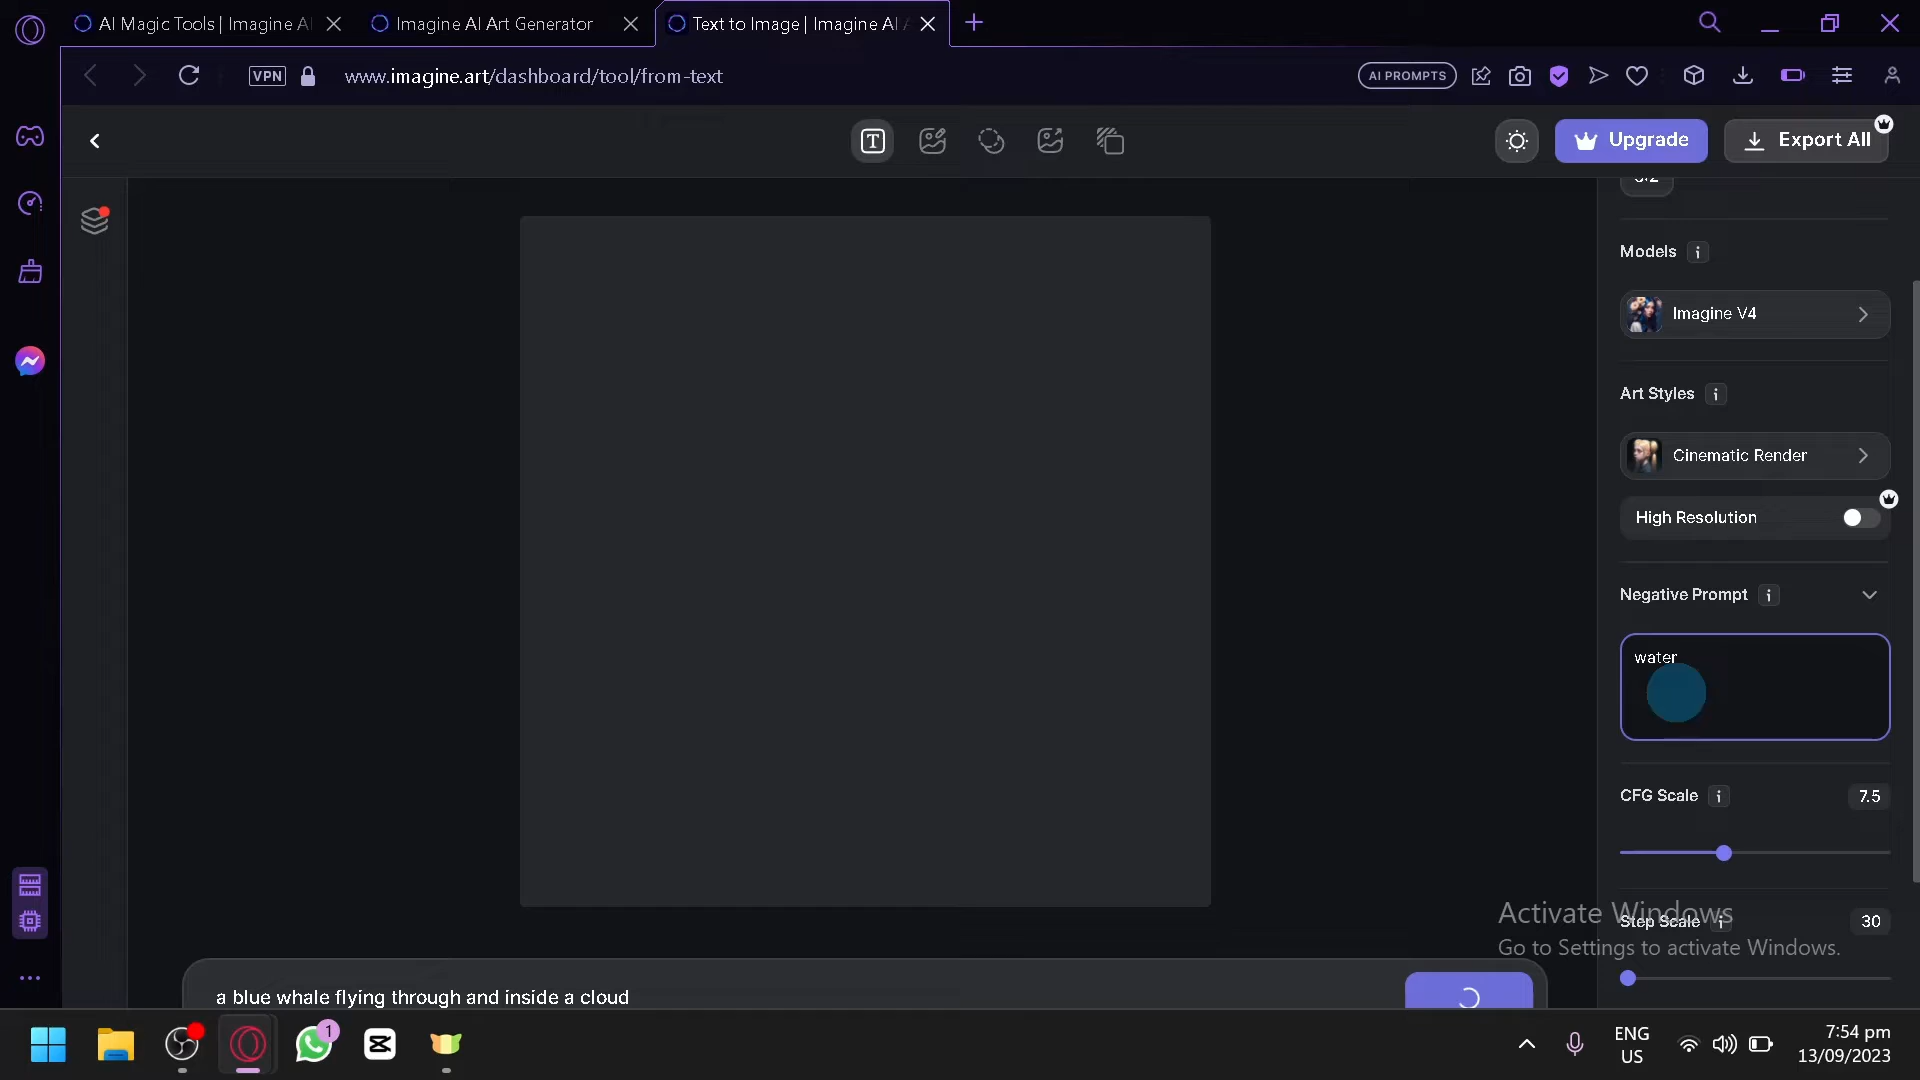 AI Magic Tools | Imagine AI
Imagine AI Art Generator
Text to Image | Imagine AI A
VPN
www.imagine.art/dashboard/tool/from-text
AI PROMPTS
Upgrade
Export All
3:2
Models
Imagine V4
Art Styles
Cinematic Render
High Resolution
Negative Prompt
water
CFG Scale
7.5
Activate Windows
Step Scale
30
Go to Settings to activate Windows.
a blue whale flying through and inside a cloud
1
ENG
US
7:54 pm
13/09/2023